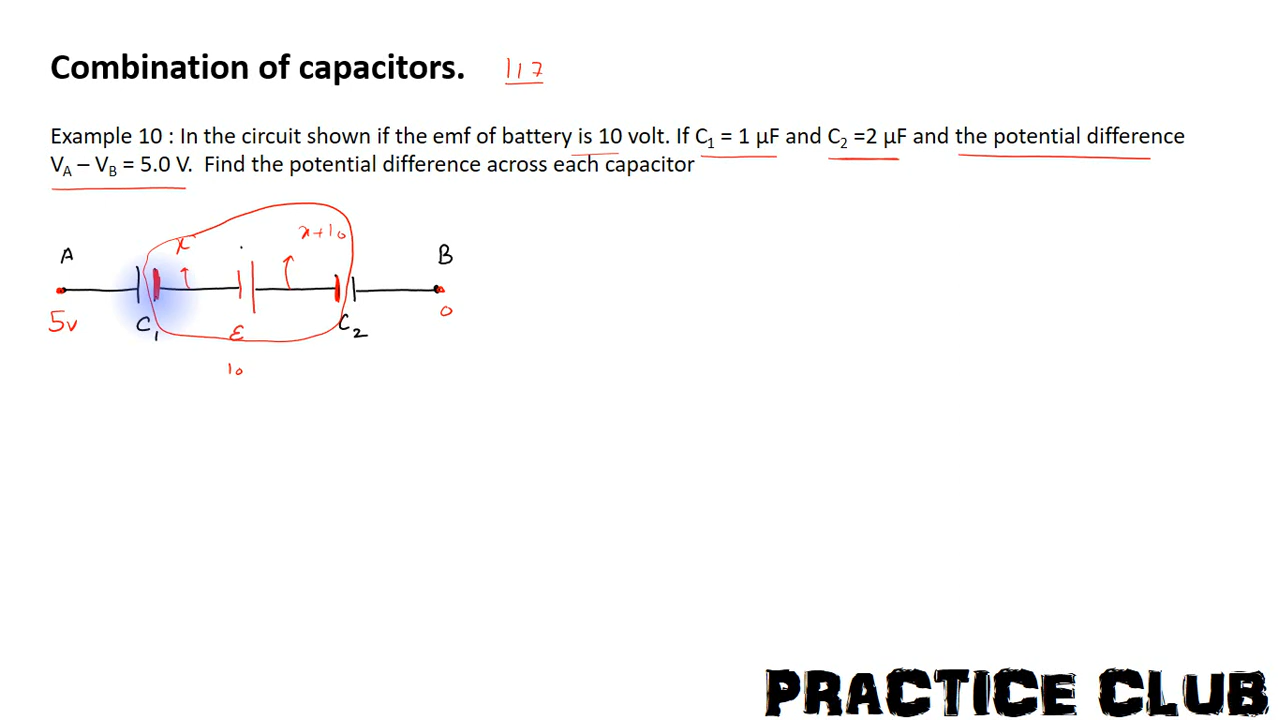 Combination of capacitors. 117
Example 10 : In the circuit shown if the emf of battery is 10 volt. If C₁ = 1 µF and C₂ =2 µF and the potential difference
V_A – V_B = 5.0 V. Find the potential difference across each capacitor
x x+10
A B
C₁ C₂
5v ε 0
10
PRACTICE CLUB